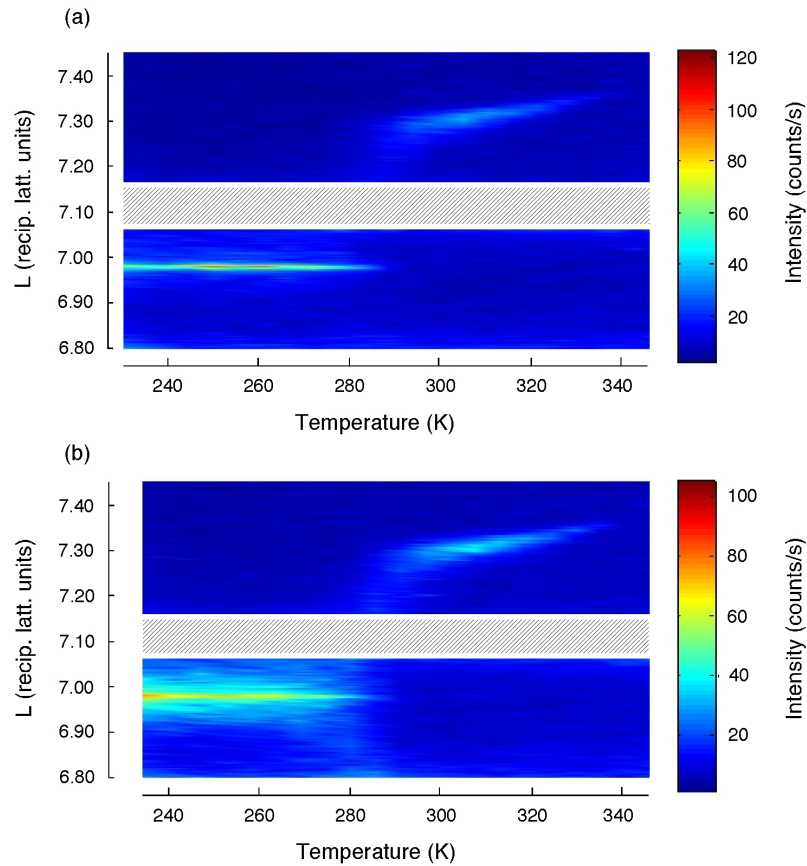 (a)
7.40
7.30
7.20
7.10
7.00
6.90
6.80
L (recip. latt. units)
240 260 280 300 320 340
Temperature (K)
120
100
80
60
40
20
Intensity (counts/s)
(b)
7.40
7.30
7.20
7.10
7.00
6.90
6.80
L (recip. latt. units)
240 260 280 300 320 340
Temperature (K)
100
80
60
40
20
Intensity (counts/s)